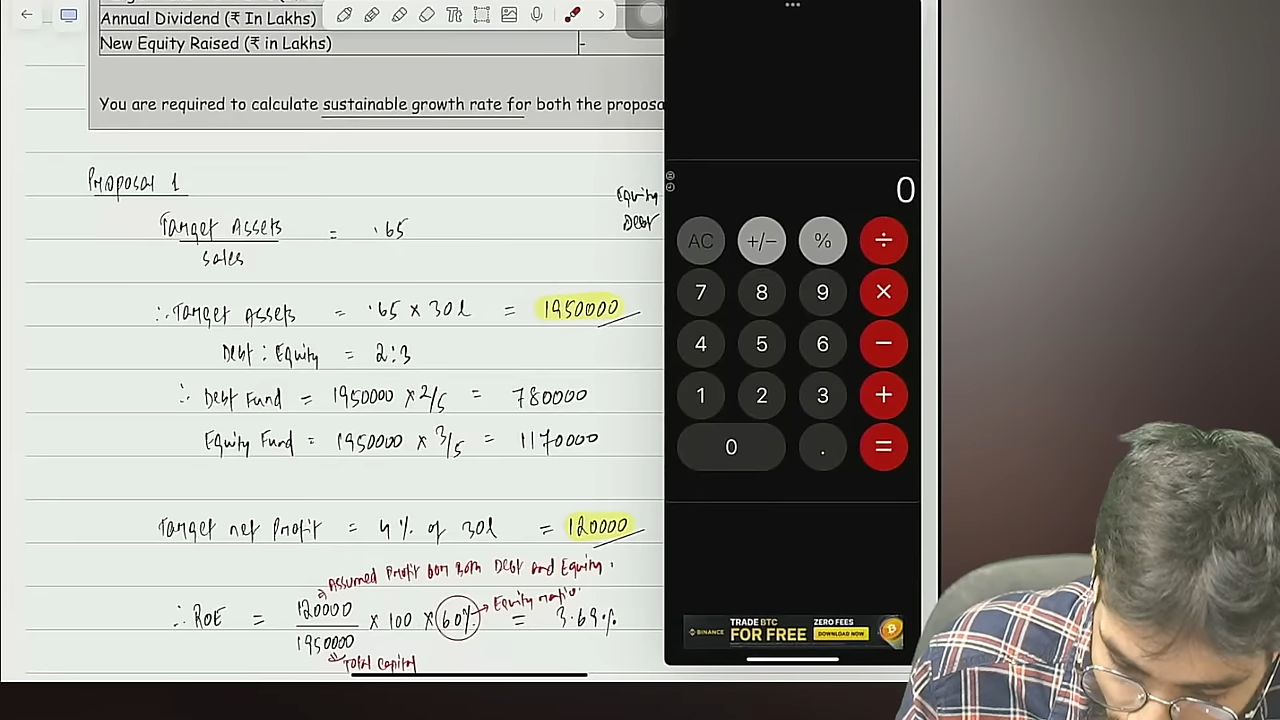 Annual Dividend (₹ In Lakhs)
New Equity Raised (₹ in Lakhs) -
You are required to calculate sustainable growth rate for both the proposa
Proposal 1
Target Assets
sales
= .65
Equity
Debt
∴ Target Assets = .65 × 30l = 1950000
Debt : Equity = 2:3
∴ Debt Fund = 1950000 × 2/5 = 780000
Equity Fund = 1950000 × 3/5 = 1170000
Target net Profit = 4% of 30l = 120000
Assumed Profit for Both Debt and Equity.
∴ ROE = 120000 × 100 × 60% = 3.69%
Equity ratio
1950000
Total Capital
Tt
0
AC +/− % ÷
7 8 9 ×
4 5 6 −
1 2 3 +
0 . =
BINANCE
TRADE BTC
FOR FREE
ZERO FEES
DOWNLOAD NOW